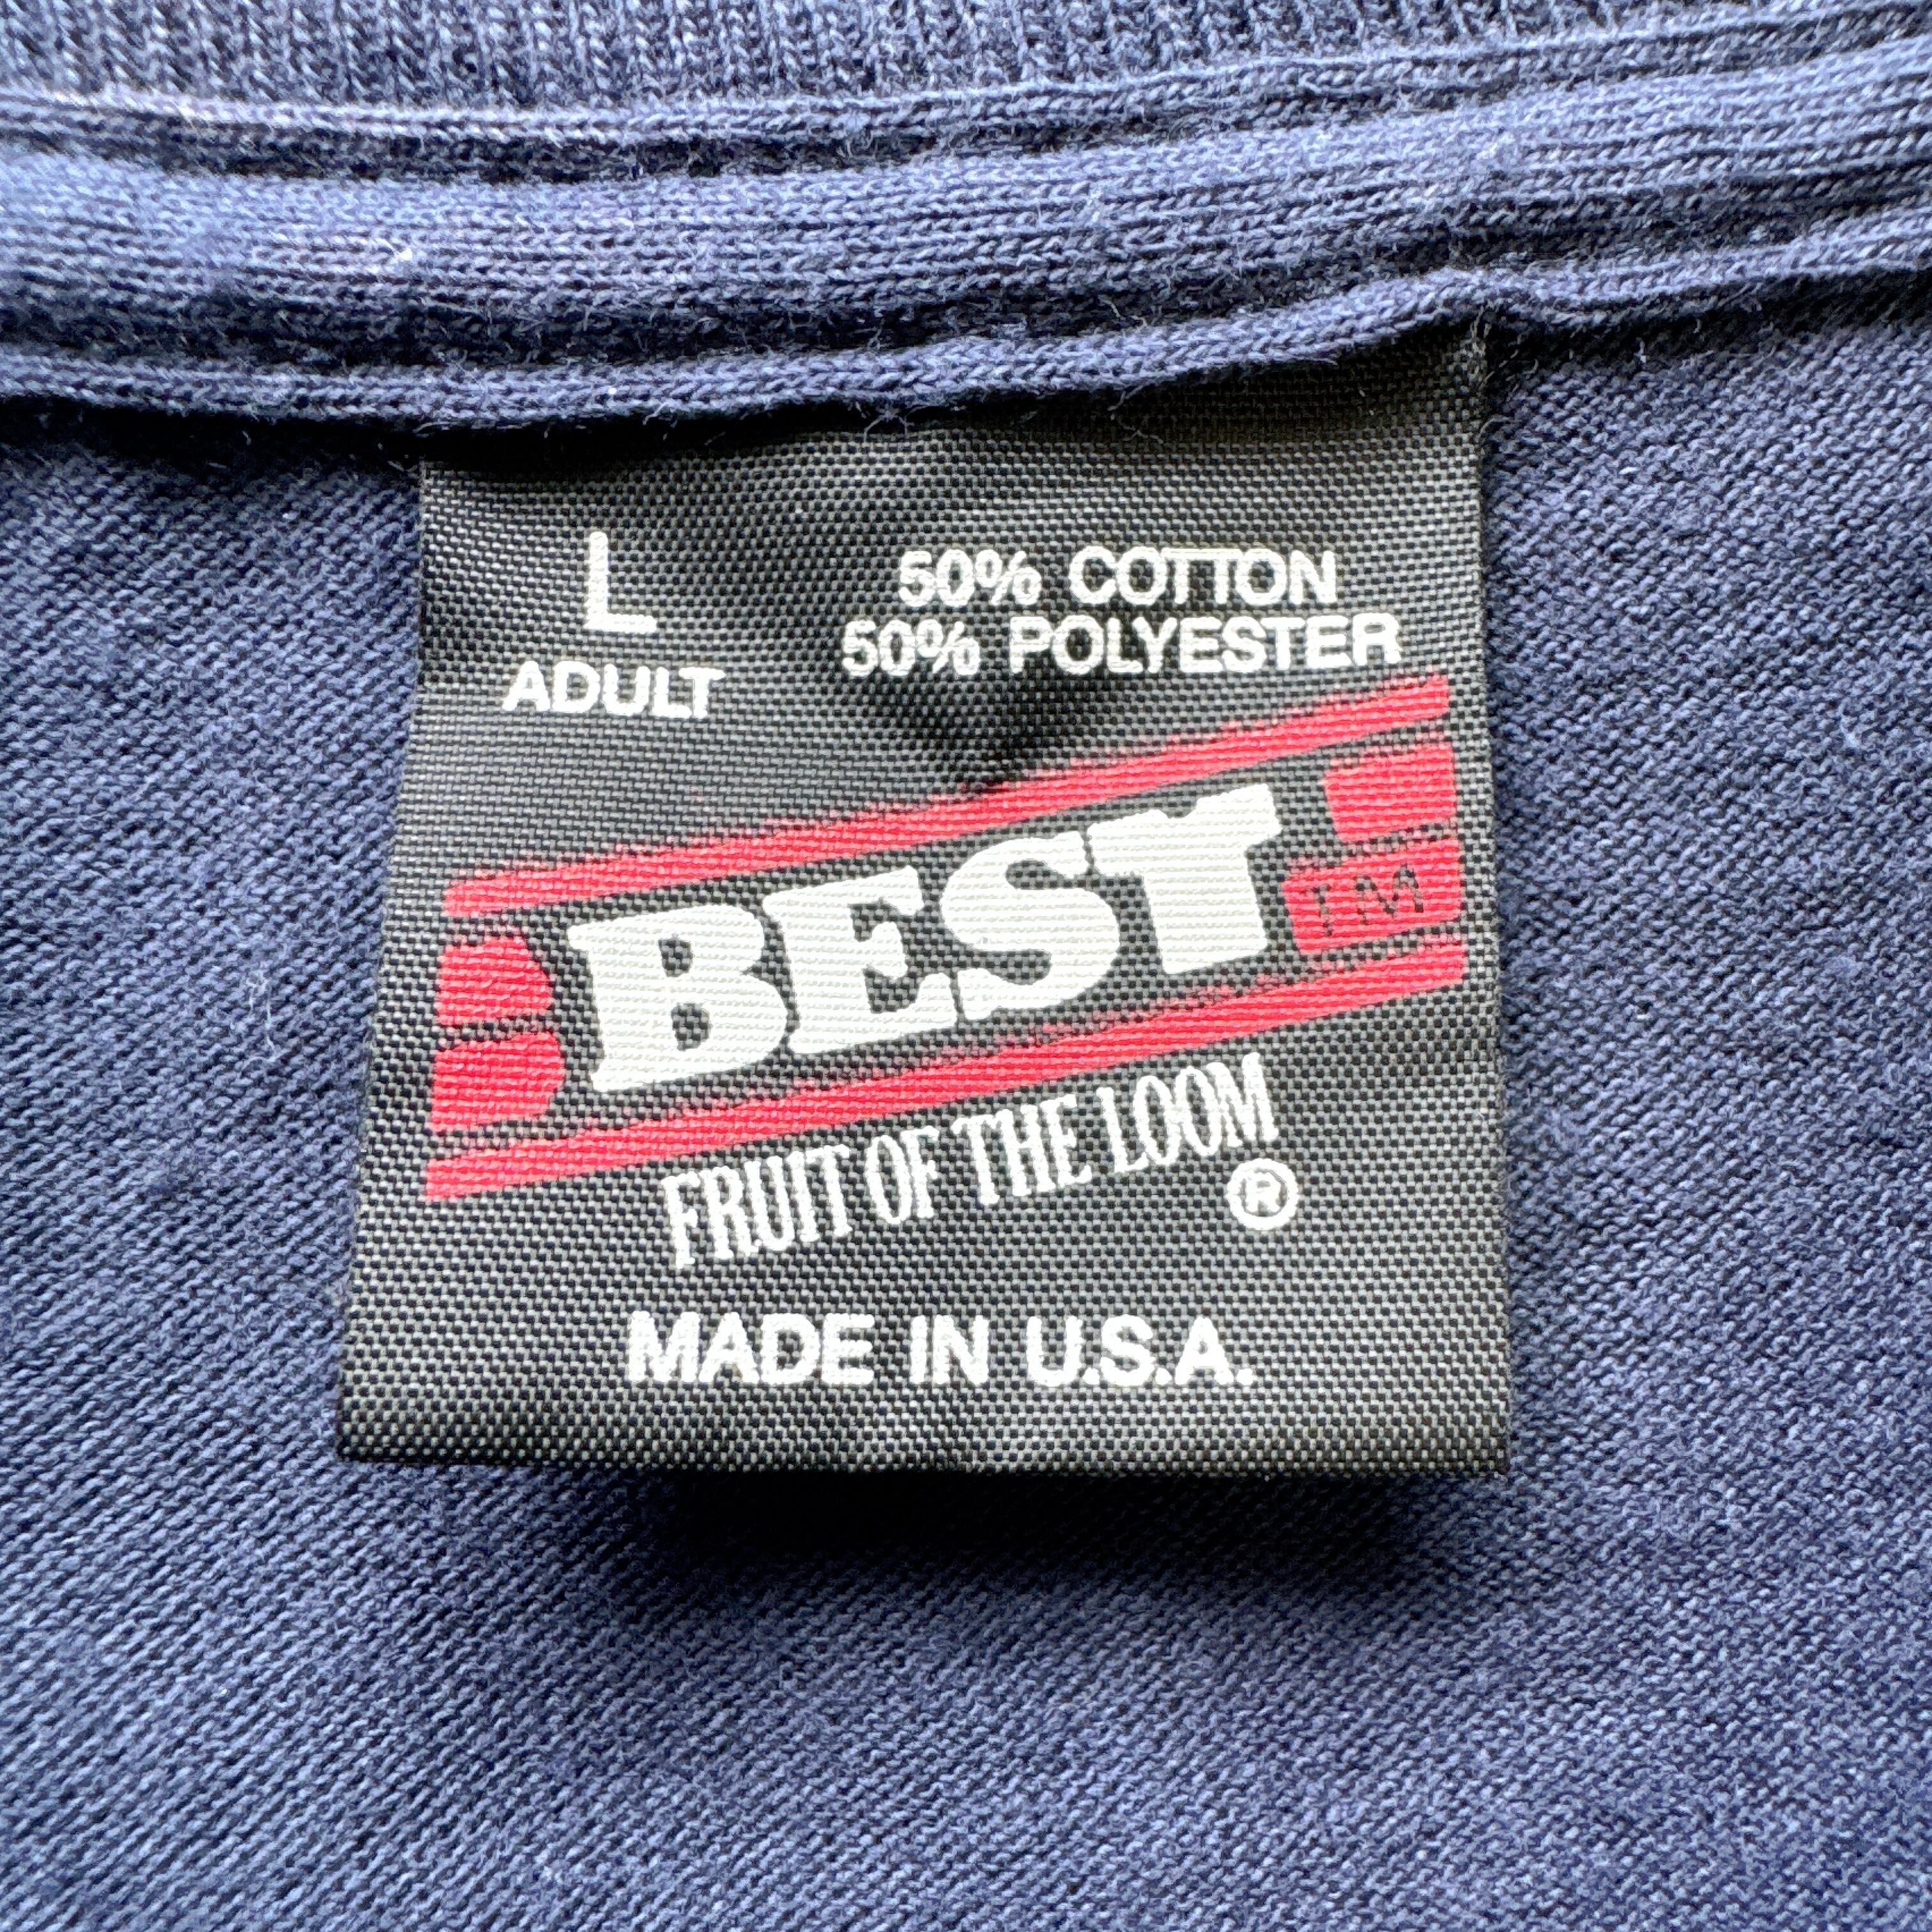 L
ADULT
50% COTTON
50% POLYESTER
BEST
TM
FRUIT OF THE LOOM
®
MADE IN U.S.A.